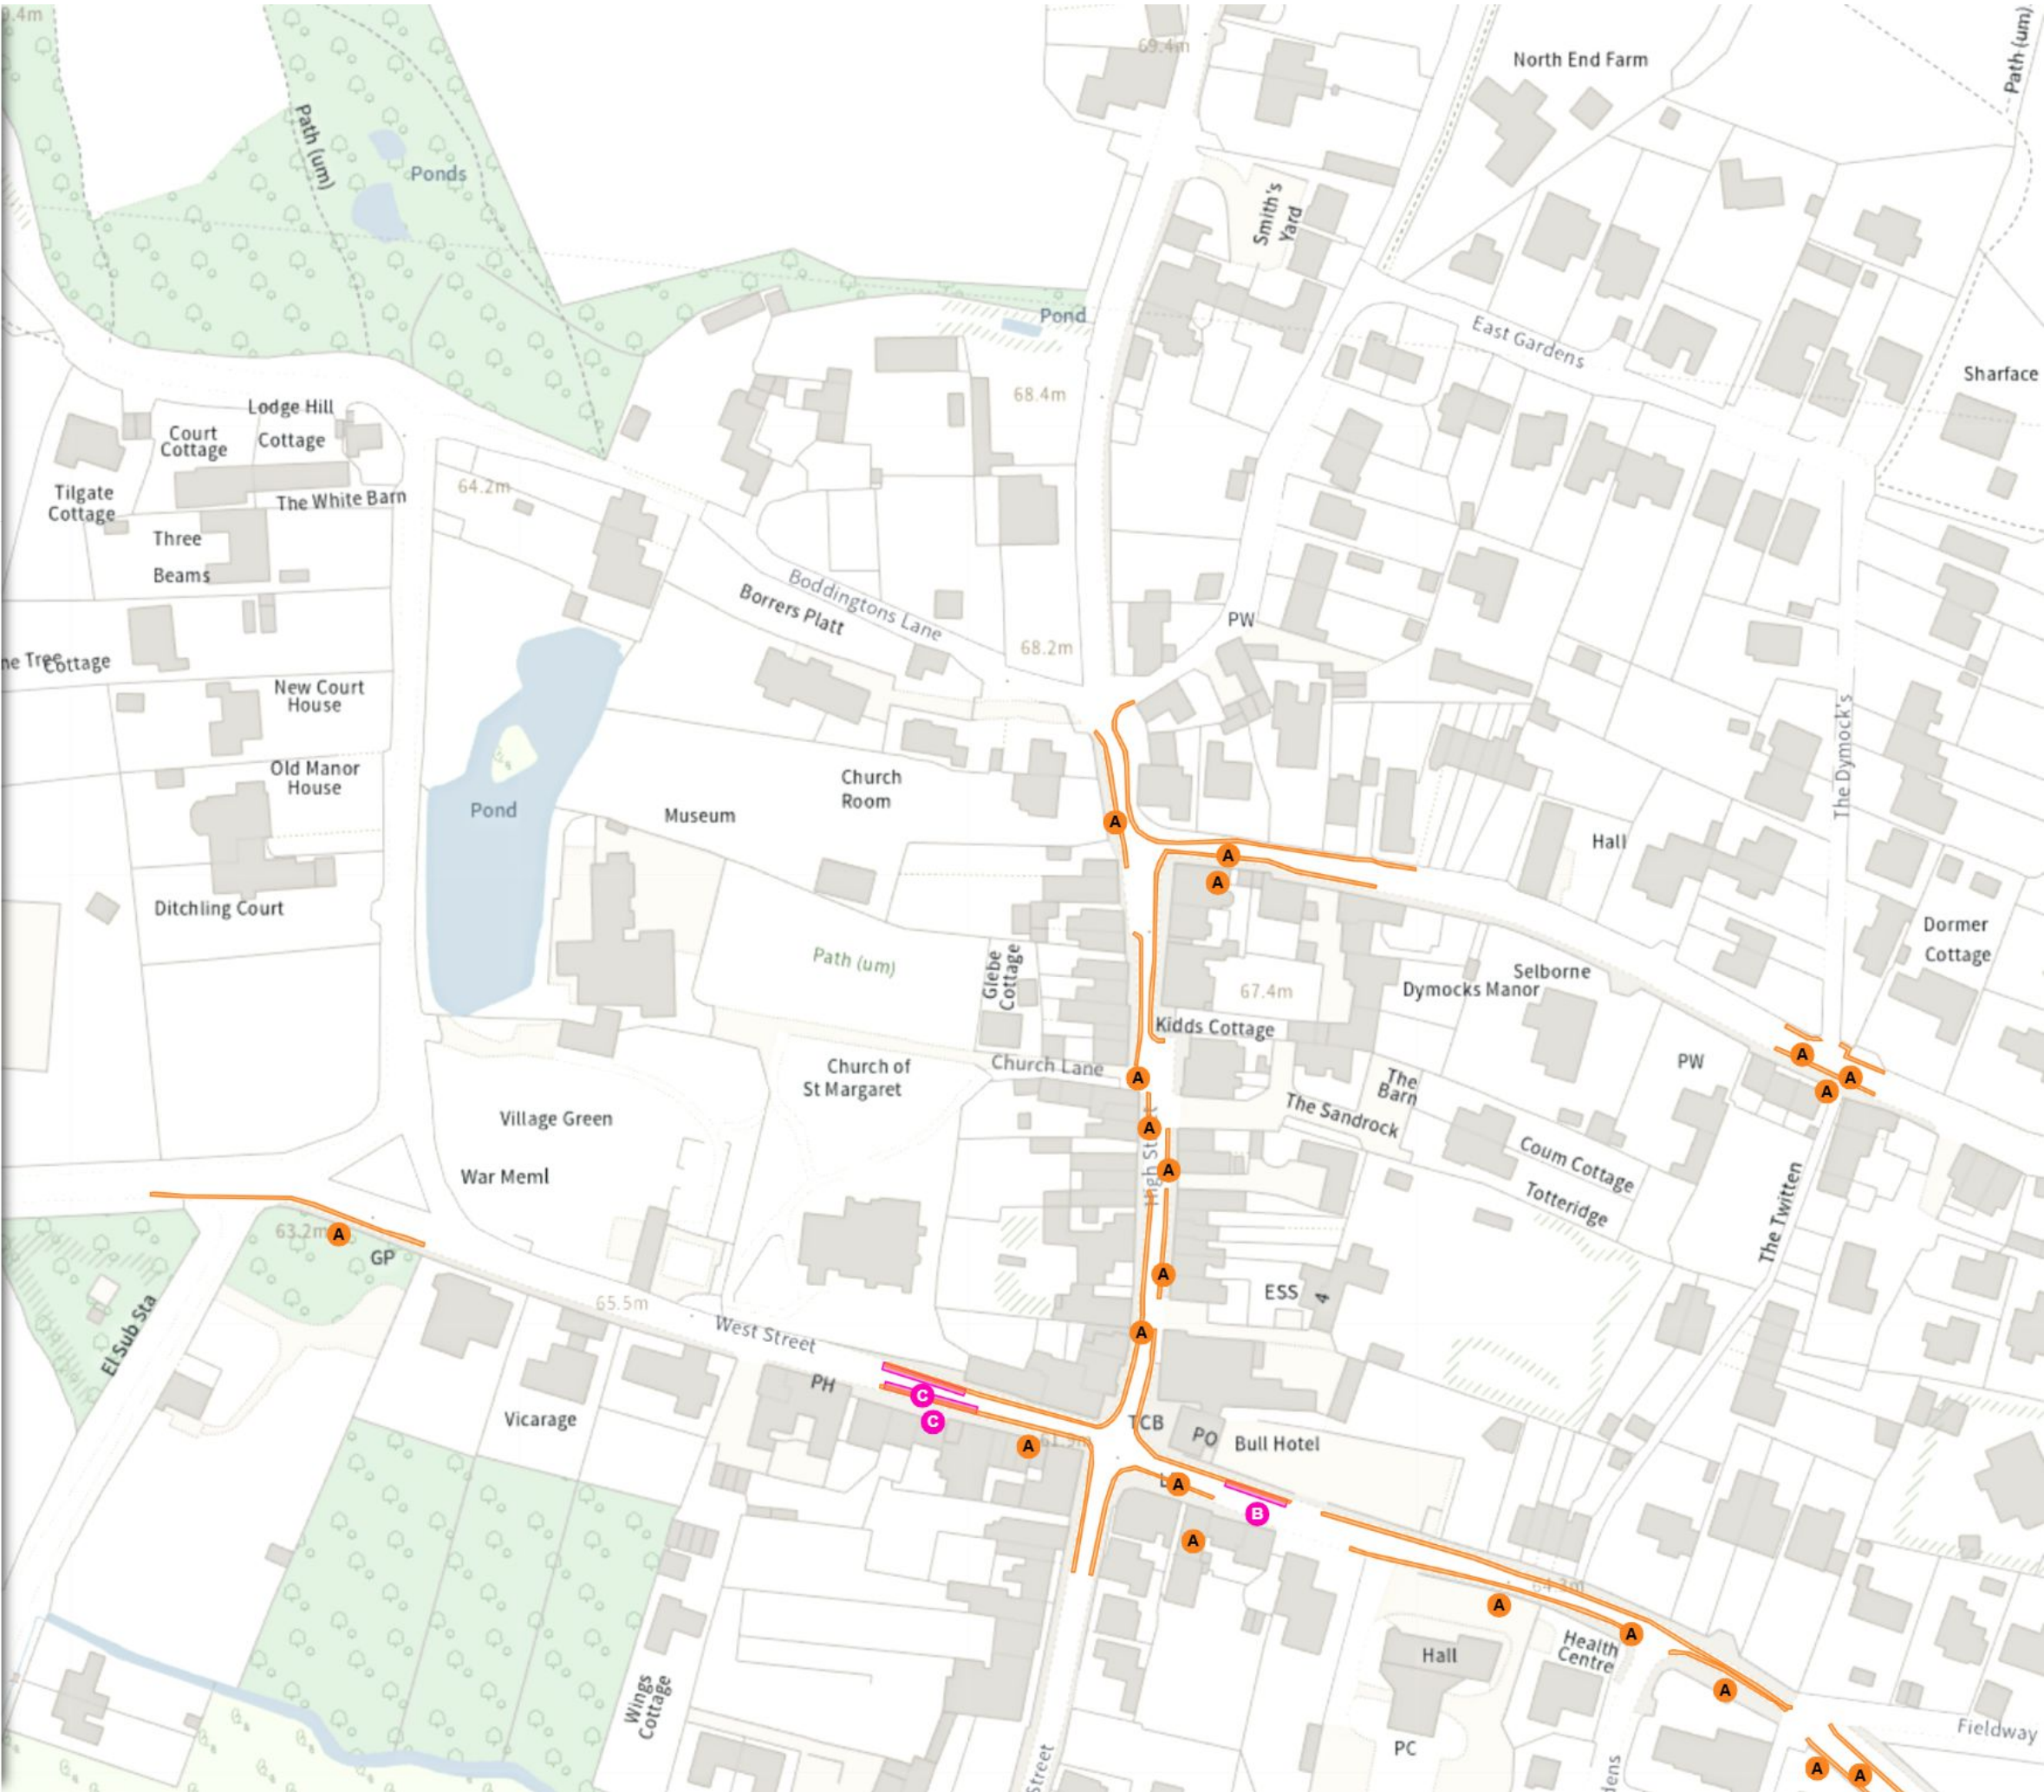 69.4m
North End Farm
Path (um)
Path (um)
Ponds
Smith's
Yard
Pond
East Gardens
Sharface
68.4m
Lodge Hill
Cottage
Court
Cottage
Tilgate
Cottage
The White Barn
64.2m
Three
Beams
Boddingtons Lane
Borrers Platt
PW
68.2m
Cottage
New Court
House
Old Manor
House
Pond
Museum
Church
Room
The Dymock's
A
Hall
A
A
Ditchling Court
Path (um)
Glebe
Cottage
67.4m
Selborne
Dymocks Manor
Dormer
Cottage
Kidds Cottage
Church of
St Margaret
Church Lane
The
Barn
PW
A
A
A
A
Village Green
The Sandrock
A
High St
Coum Cottage
War Meml
A
Totteridge
The Twitten
63.2m
A
GP
A
ESS
4
El Sub Sta
65.5m
West Street
A
PH
C
C
Vicarage
TCB
PO
Bull Hotel
A
A
B
A
64.3m
A
A
Health
Centre
Hall
Wings
Cottage
A
PC
Fieldway
A
A
Street